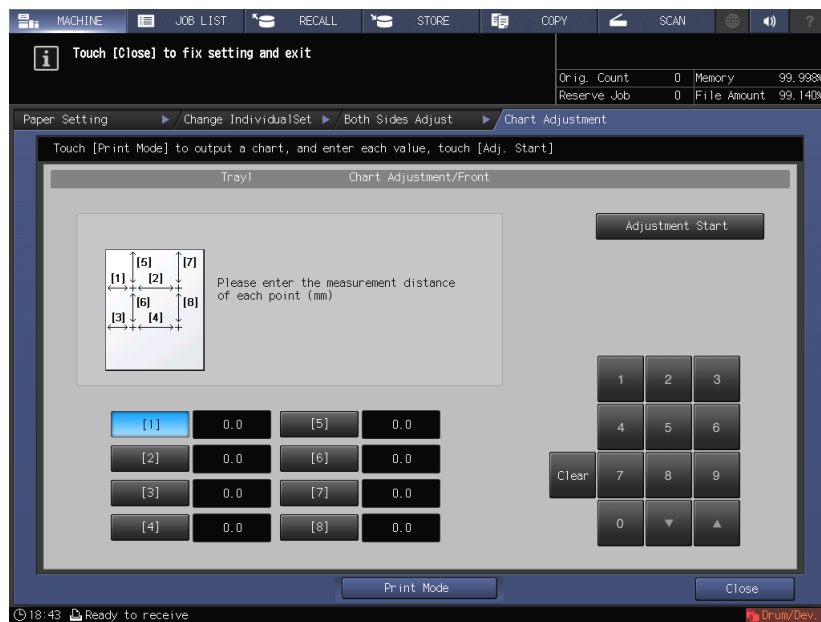 MACHINE JOB LIST RECALL STORE COPY SCAN ?
Touch [Close] to fix setting and exit
Orig. Count 0 Memory 99.998%
Reserve Job 0 File Amount 99.140%
Paper Setting Change IndividualSet Both Sides Adjust Chart Adjustment
Touch [Print Mode] to output a chart, and enter each value, touch [Adj. Start]
Tray1 Chart Adjustment/Front
Adjustment Start
[5] [7]
[1] [2]
[6] [8]
[3] [4]
Please enter the measurement distance
of each point (mm)
1 2 3
[1] 0.0 [5] 0.0
4 5 6
[2] 0.0 [6] 0.0
Clear 7 8 9
[3] 0.0 [7] 0.0
[4] 0.0 [8] 0.0
0
Print Mode Close
18:43 Ready to receive Drum/Dev.